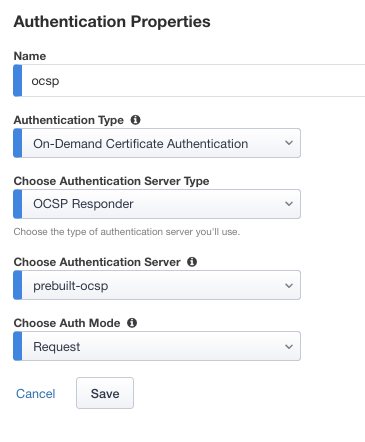 Authentication Properties
Name
ocsp
Authentication Type
On-Demand Certificate Authentication
Choose Authentication Server Type
OCSP Responder
Choose the type of authentication server you'll use.
Choose Authentication Server
prebuilt-ocsp
Choose Auth Mode
Request
Cancel Save